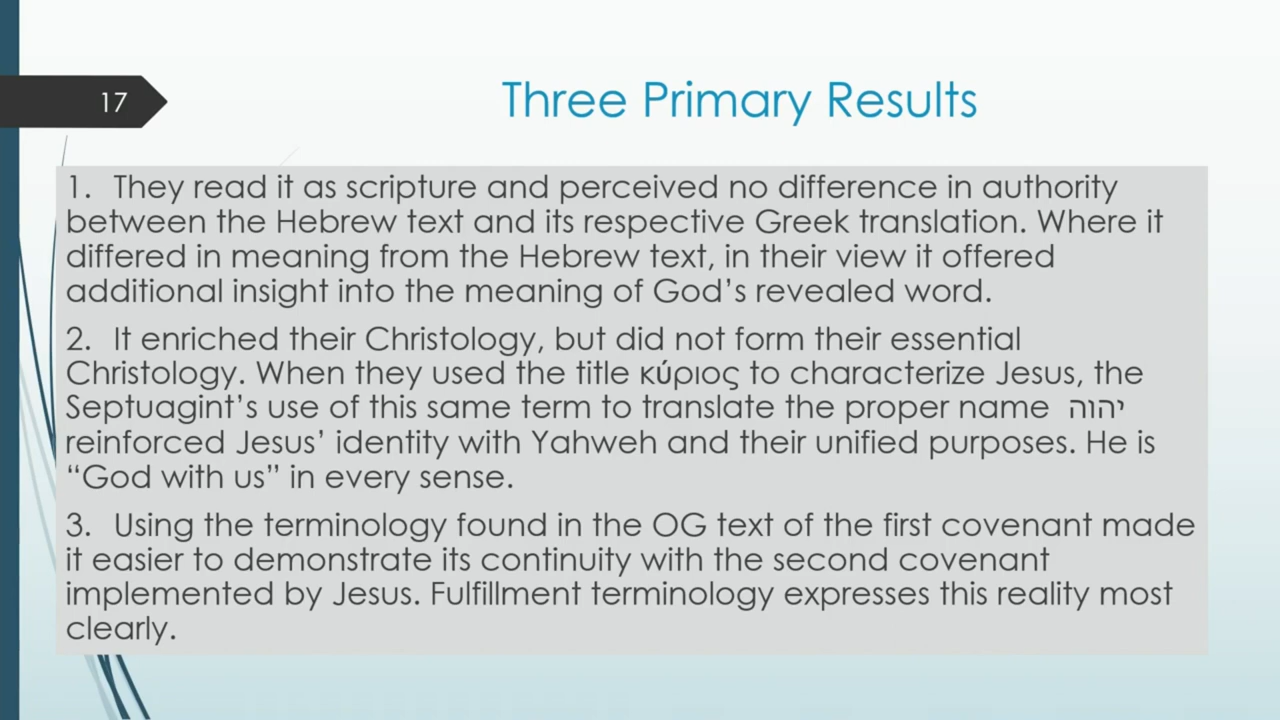 17
Three Primary Results
1. They read it as scripture and perceived no difference in authority
between the Hebrew text and its respective Greek translation. Where it
differed in meaning from the Hebrew text, in their view it offered
additional insight into the meaning of God’s revealed word.
2. It enriched their Christology, but did not form their essential
Christology. When they used the title κύριος to characterize Jesus, the
Septuagint’s use of this same term to translate the proper name יהוה
reinforced Jesus’ identity with Yahweh and their unified purposes. He is
“God with us” in every sense.
3. Using the terminology found in the OG text of the first covenant made
it easier to demonstrate its continuity with the second covenant
implemented by Jesus. Fulfillment terminology expresses this reality most
clearly.